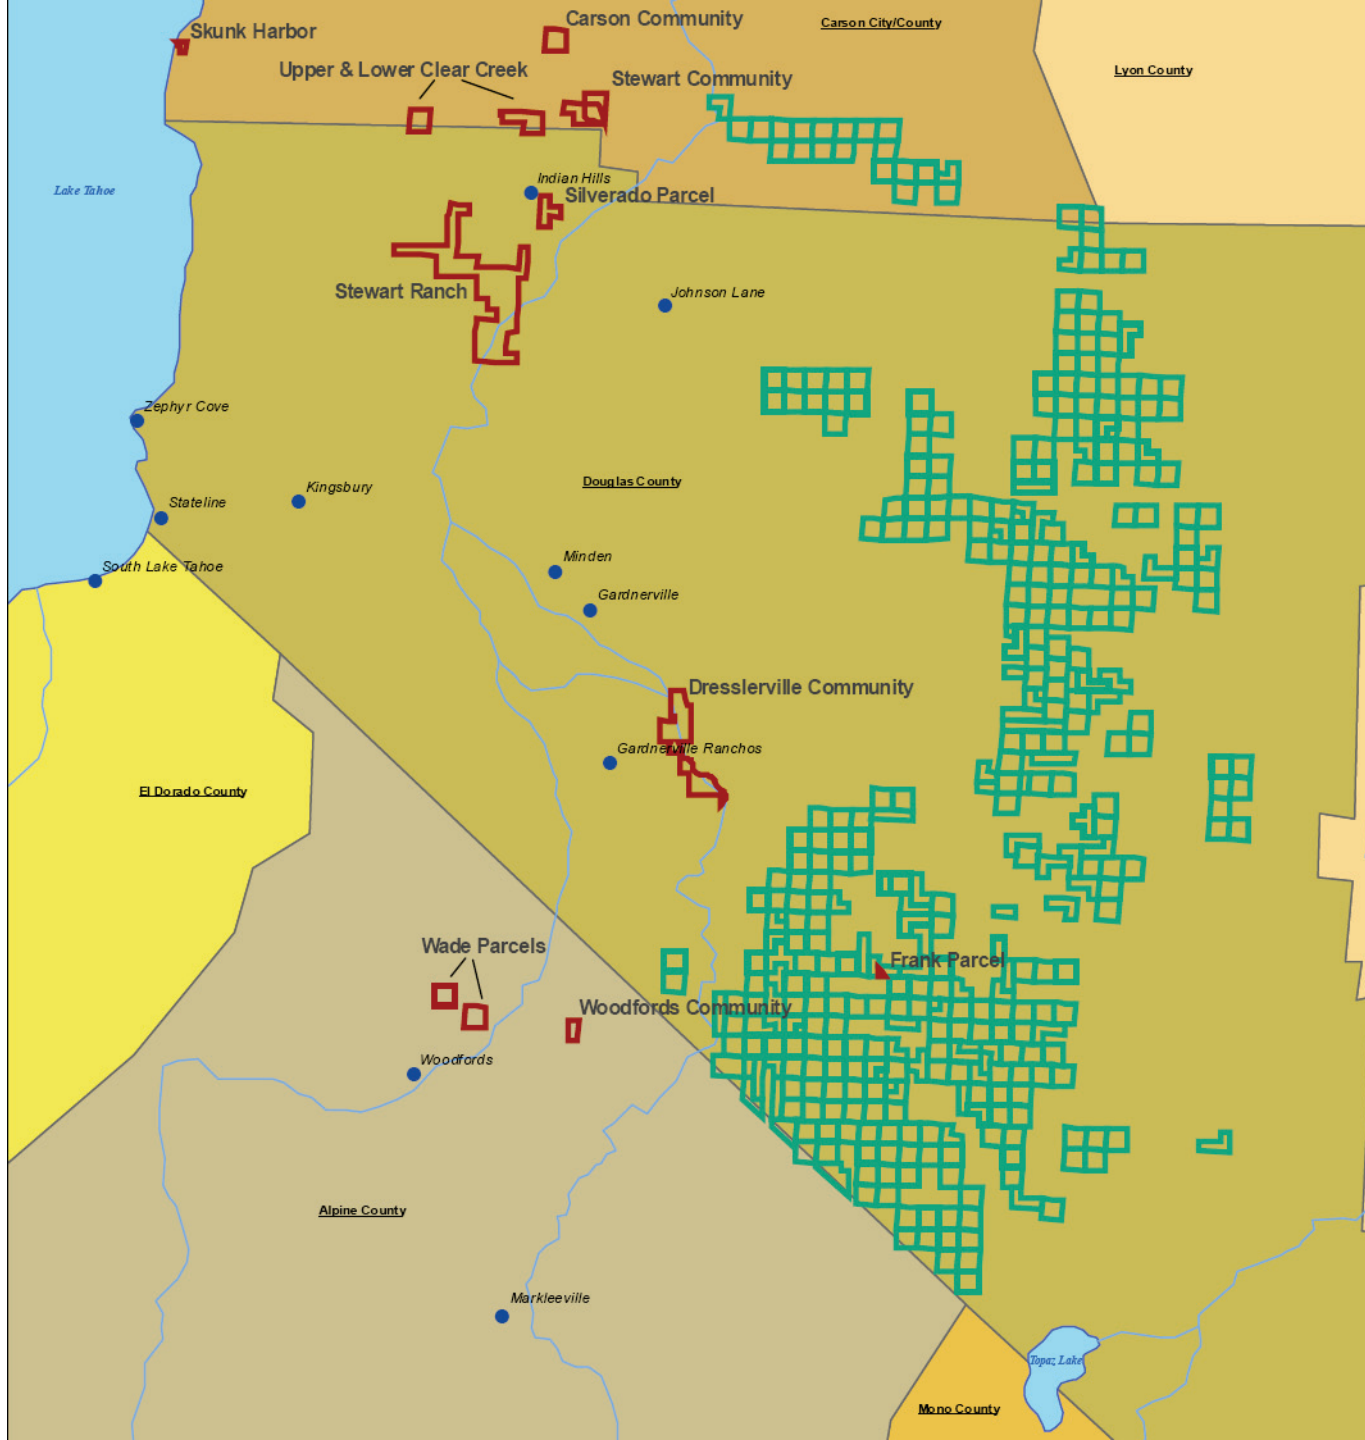 Carson Community
Carson City/County
Skunk Harbor
Upper & Lower Clear Creek
Lyon County
Stewart Community
Indian Hills
Lake Tahoe
Silverado Parcel
Stewart Ranch
Johnson Lane
Zephyr Cove
Douglas County
Kingsbury
Stateline
Minden
South Lake Tahoe
Gardnerville
Dresslerville Community
Gardnerville Ranchos
El Dorado County
Wade Parcels
Frank Parcel
Woodfords Community
Woodfords
Alpine County
Markleeville
Topaz Lake
Mono County